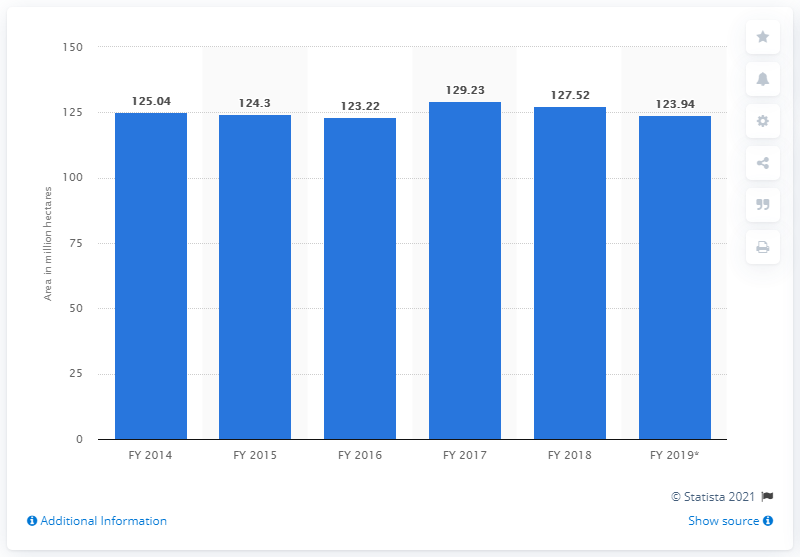 150
125
100
75
50
25
0
Area in million hectares
125.04
124.3
123.22
129.23
127.52
123.94
FY 2014
FY 2015
FY 2016
FY 2017
FY 2018
FY 2019*
© Statista 2021
Additional Information
Show source